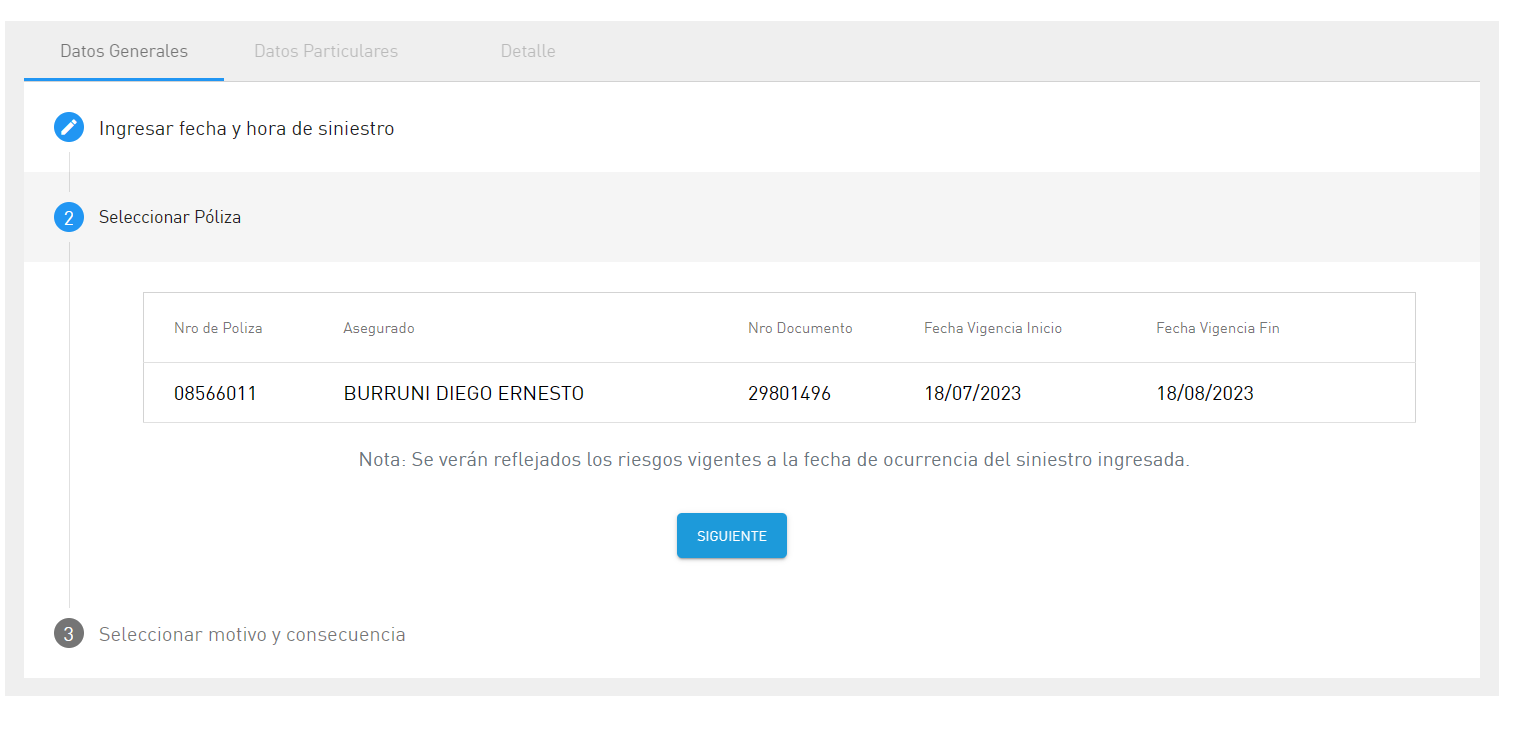 Datos Generales Datos Particulares Detalle
Ingresar fecha y hora de siniestro
2 Seleccionar Póliza
Nro de Poliza Asegurado Nro Documento Fecha Vigencia Inicio Fecha Vigencia Fin
08566011 BURRUNI DIEGO ERNESTO 29801496 18/07/2023 18/08/2023
Nota: Se verán reflejados los riesgos vigentes a la fecha de ocurrencia del siniestro ingresada.
SIGUIENTE
3 Seleccionar motivo y consecuencia